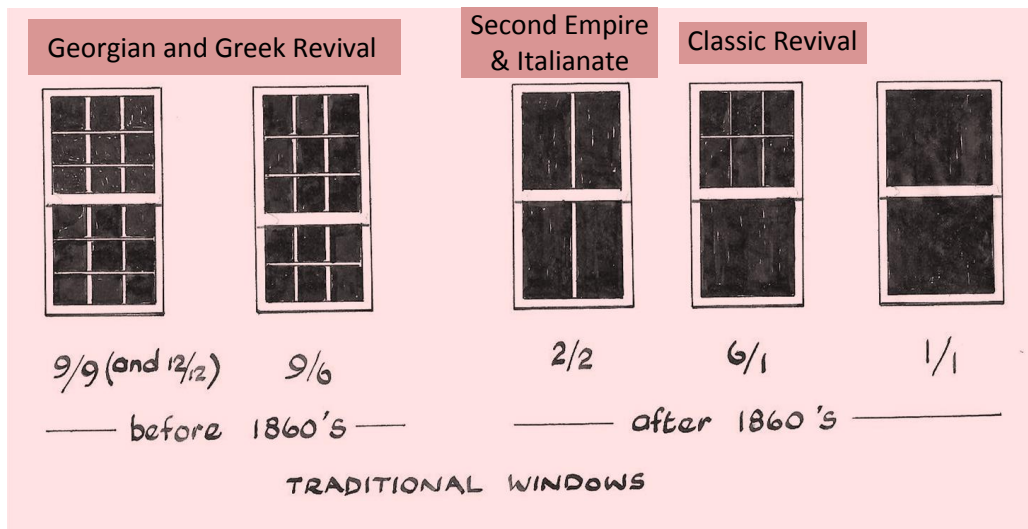 Georgian and Greek Revival
Second Empire
& Italianate
Classic Revival
9/9 (and 12/12)
9/6
2/2
6/1
1/1
before 1860's
after 1860's
TRADITIONAL WINDOWS